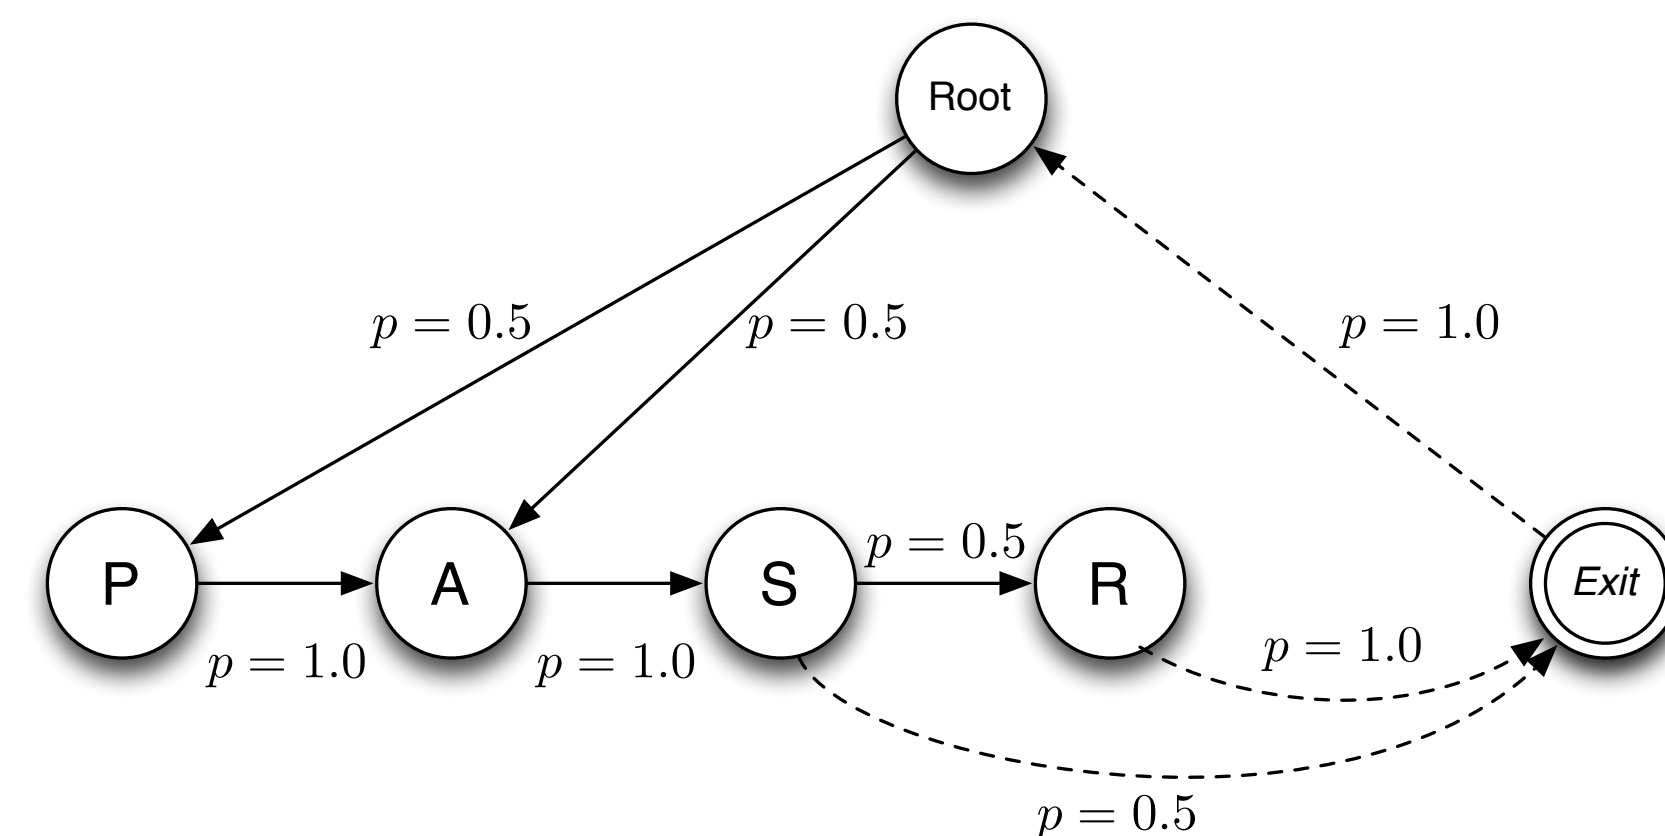 Root
p = 0.5
p = 0.5
p = 1.0
p = 0.5
P
A
S
R
Exit
p = 1.0
p = 1.0
p = 1.0
p = 0.5